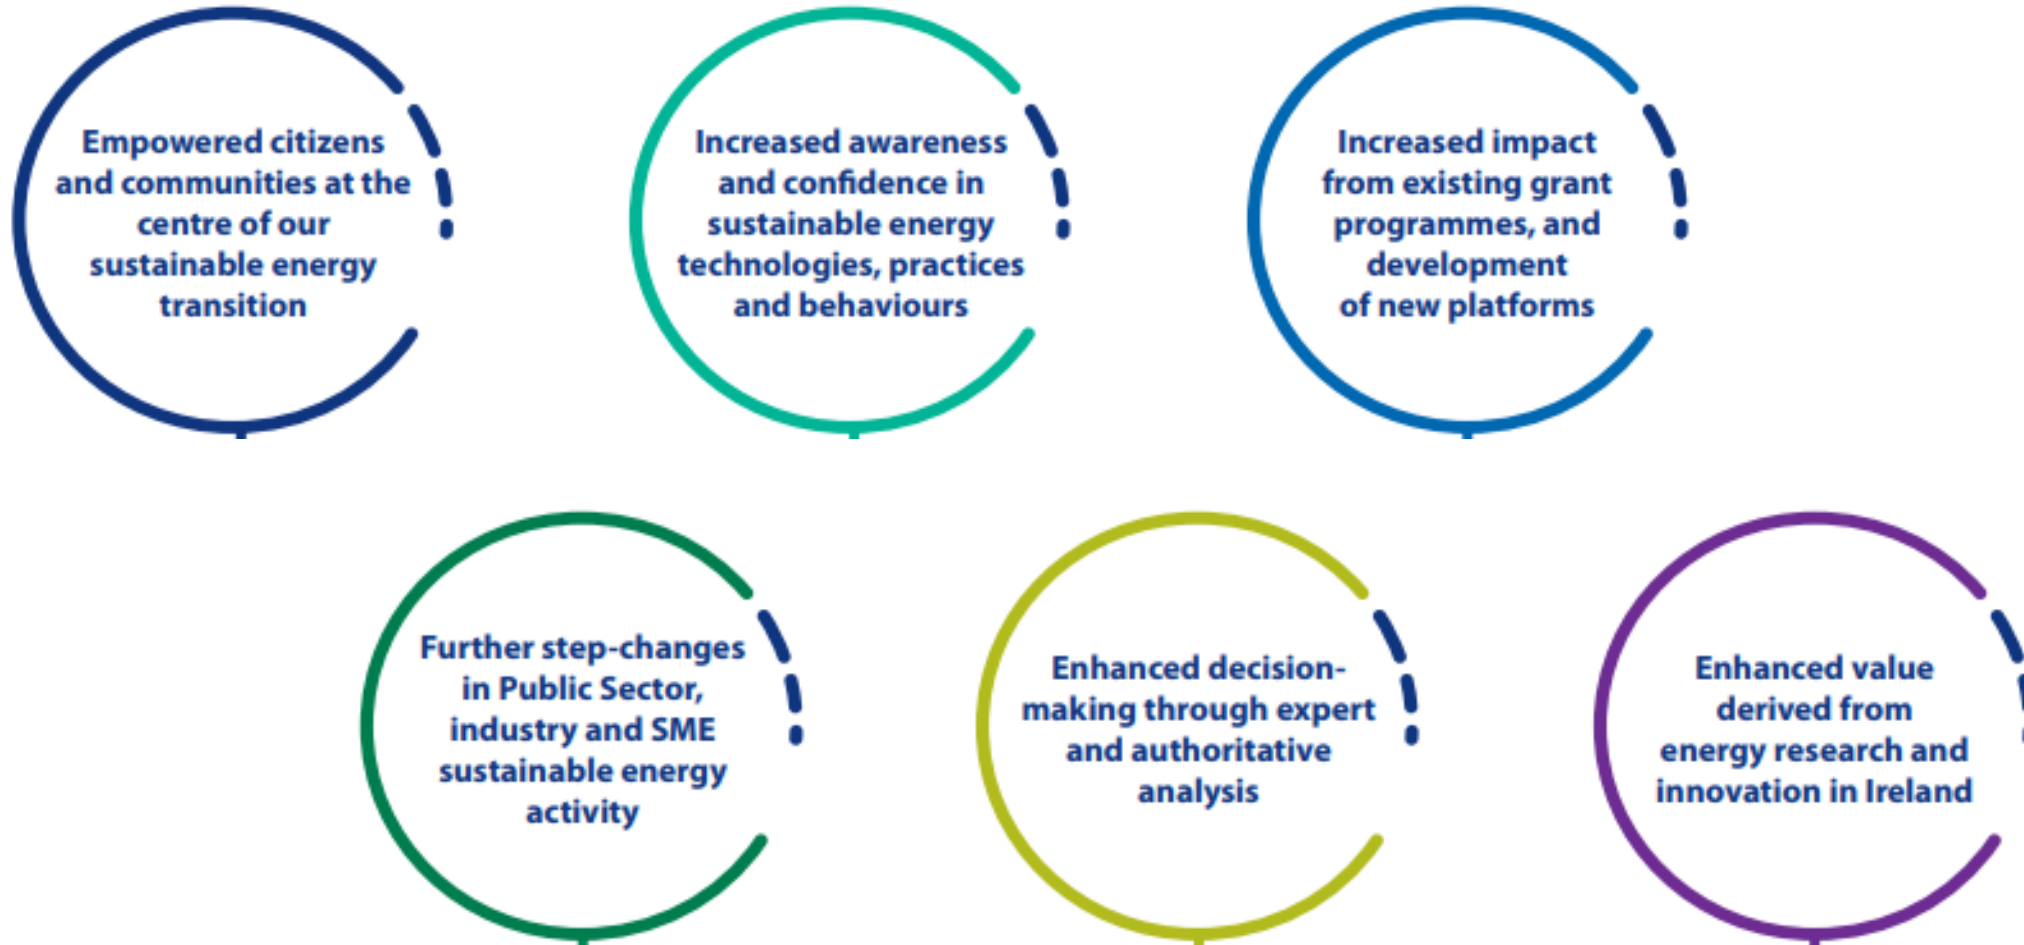 Empowered citizens
and communities at the
centre of our
sustainable energy
transition
Increased awareness
and confidence in
sustainable energy
technologies, practices
and behaviours
Increased impact
from existing grant
programmes, and
development
of new platforms
Further step-changes
in Public Sector,
industry and SME
sustainable energy
activity
Enhanced decision-
making through expert
and authoritative
analysis
Enhanced value
derived from
energy research and
innovation in Ireland